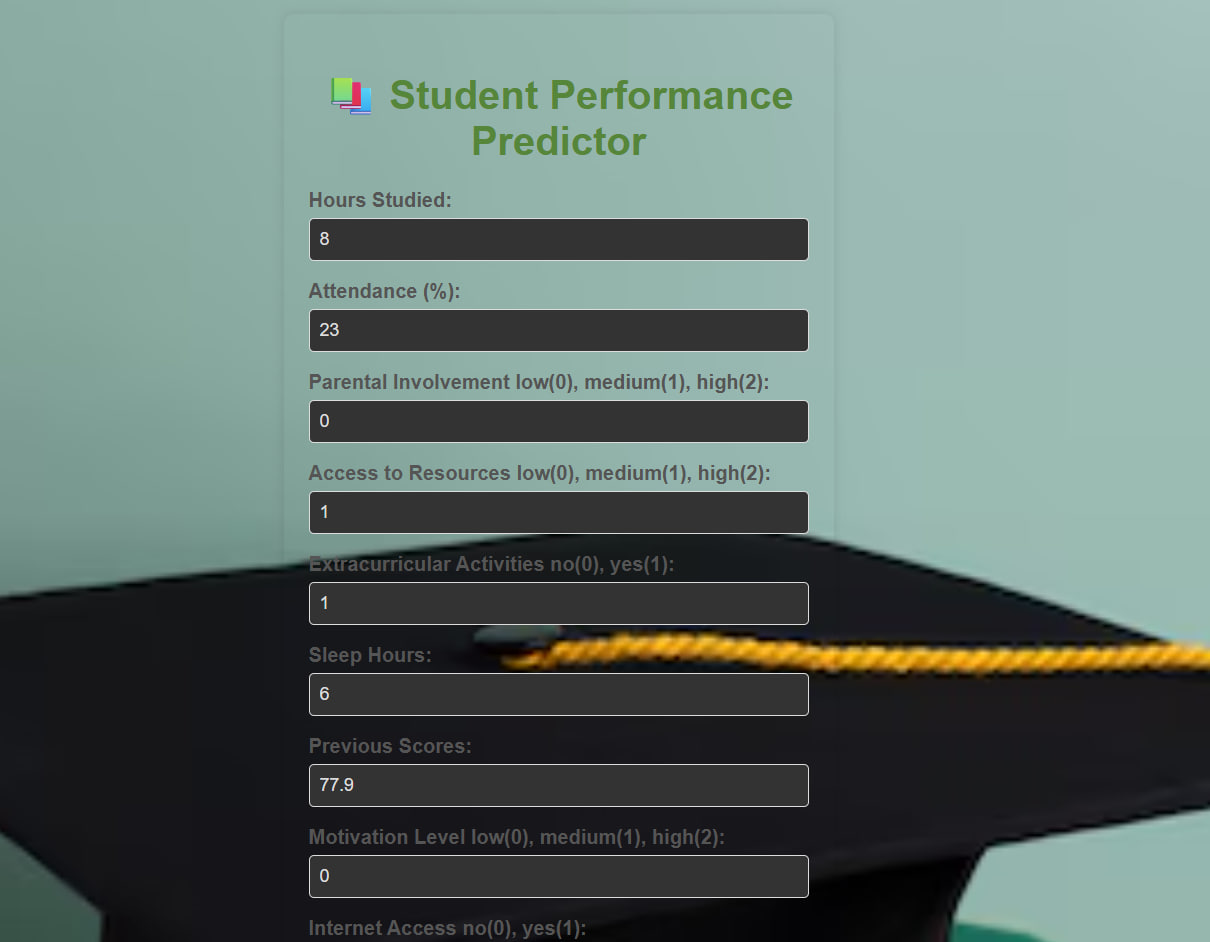 Student Performance
Predictor
Hours Studied:
8
Attendance (%):
23
Parental Involvement low(0), medium(1), high(2):
0
Access to Resources low(0), medium(1), high(2):
1
Extracurricular Activities no(0), yes(1):
1
Sleep Hours:
6
Previous Scores:
77.9
Motivation Level low(0), medium(1), high(2):
0
Internet Access no(0), yes(1):